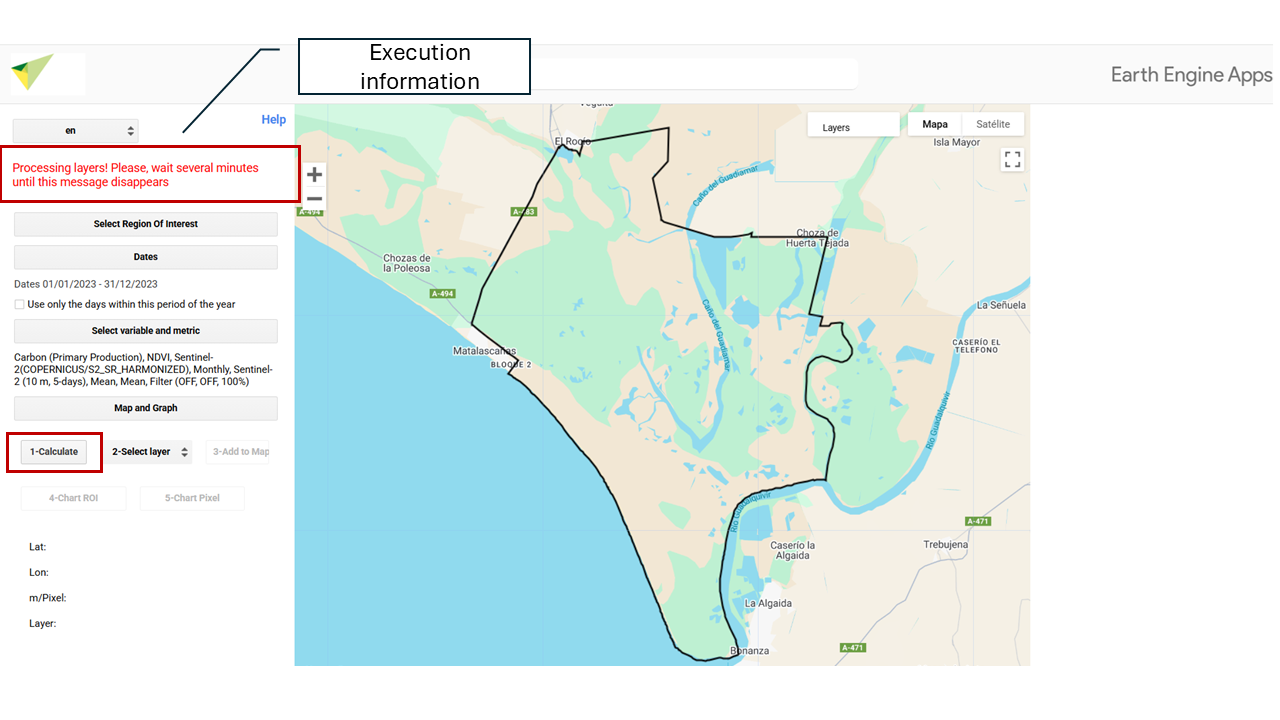 Execution
information
Earth Engine Apps
en
Help
Processing layers! Please, wait several minutes
until this message disappears
Select Region Of Interest
Dates
Dates 01/01/2023 - 31/12/2023
Use only the days within this period of the year
Select variable and metric
Carbon (Primary Production), NDVI, Sentinel-
2(COPERNICUS/S2_SR_HARMONIZED), Monthly, Sentinel-
2 (10 m, 5-days), Mean, Mean, Filter (OFF, OFF, 100%)
Map and Graph
1-Calculate
2-Select layer
3-Add to Map
4-Chart ROI
5-Chart Pixel
Lat:
Lon:
m/Pixel:
Layer:
Layers
Mapa
Satélite
Isla Mayor
El Rocío
Caño del Guadiamar
A-494
A-483
Choza de
Huerta Tejada
Chozas de
la Poleosa
A-494
La Señuela
Caño del Guadiamar
CASERÍO EL
TELEFONO
Matalascañas
BLOQUE 2
Río Guadalquivir
Río Guadalquivir
A-471
Caserío la
Algaida
Trebujena
La Algaida
Bonanza
A-471